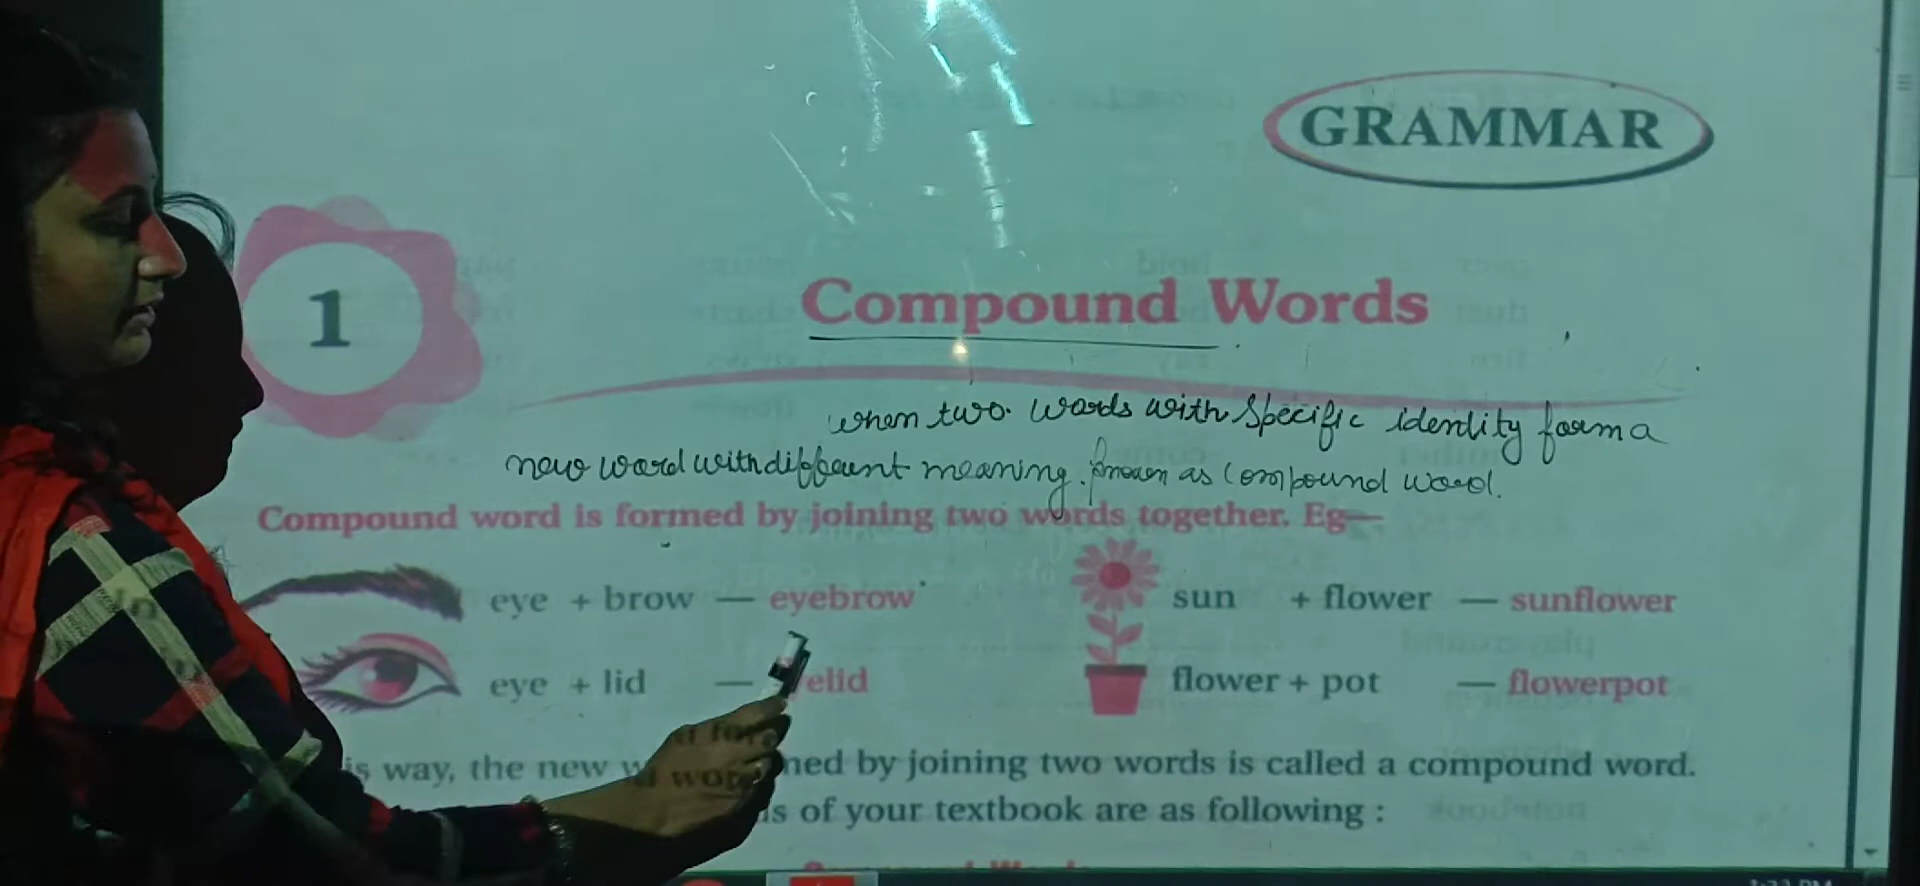 GRAMMAR
1
Compound Words
when two words with specific identity form a
new word with different meaning. known as compound word.
Compound word is formed by joining two words together. Eg—
eye + brow — eyebrow
sun + flower — sunflower
eye + lid — elid
flower + pot — flowerpot
is way, the new w ned by joining two words is called a compound word.
s of your textbook are as following :